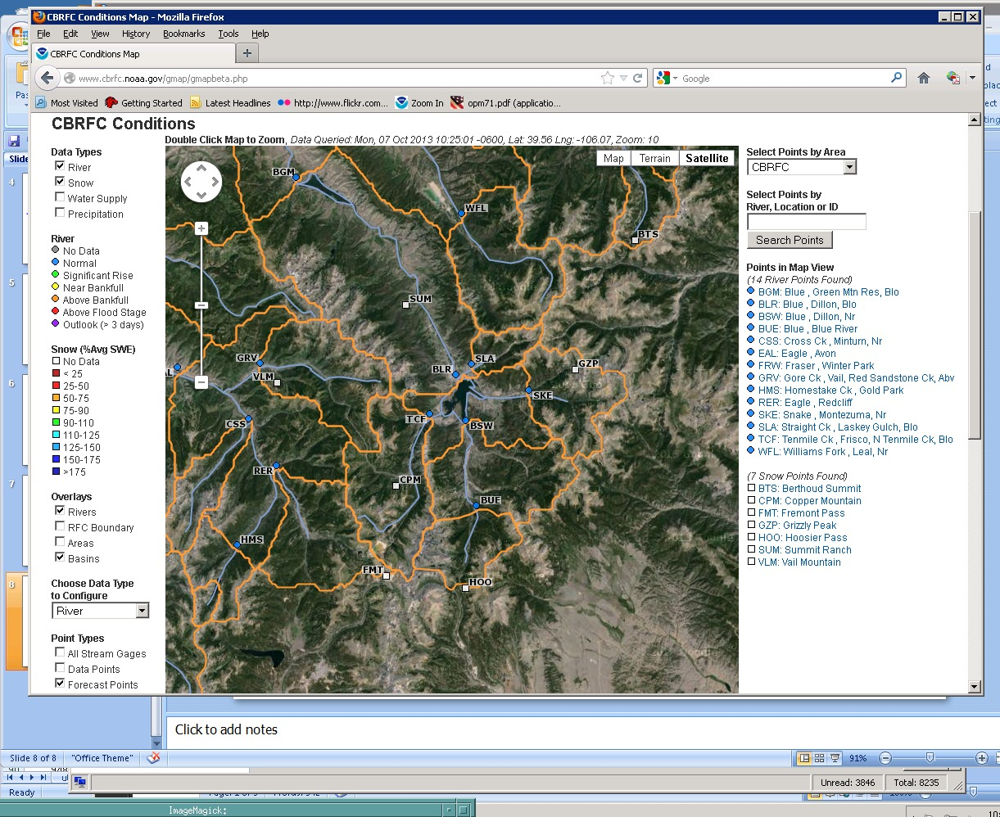 CBRFC Conditions Map - Mozilla Firefox
File Edit View History Bookmarks Tools Help
CBRFC Conditions Map
www.cbrfc.noaa.gov/gmap/gmapbeta.php
Google
Most Visited Getting Started Latest Headlines http://www.flickr.com... Zoom In opm71.pdf (applicatio...
CBRFC Conditions
Double Click Map to Zoom, Data Queried: Mon, 07 Oct 2013 10:25:01 -0600, Lat: 39.56 Lng: -106.07, Zoom: 10
Data Types
River
Snow
Water Supply
Precipitation
River
No Data
Normal
Significant Rise
Near Bankfull
Above Bankfull
Above Flood Stage
Outlook (> 3 days)
Snow (%Avg SWE)
No Data
< 25
25-50
50-75
75-90
90-110
110-125
125-150
150-175
>175
Overlays
Rivers
RFC Boundary
Areas
Basins
Choose Data Type
to Configure
River
Point Types
All Stream Gages
Data Points
Forecast Points
Map Terrain Satellite
BGM
WFL
BTS
SUM
GRV
SLA
GZP
BLR
VLM
SKE
TCF
BSW
CSS
RER
CPM
BUE
HMS
FMT
HOO
Select Points by Area
CBRFC
Select Points by
River, Location or ID
Search Points
Points in Map View
(14 River Points Found)
BGM: Blue , Green Mtn Res, Blo
BLR: Blue , Dillon, Blo
BSW: Blue , Dillon, Nr
BUE: Blue , Blue River
CSS: Cross Ck , Minturn, Nr
EAL: Eagle , Avon
FRW: Fraser , Winter Park
GRV: Gore Ck , Vail, Red Sandstone Ck, Abv
HMS: Homestake Ck , Gold Park
RER: Eagle , Redcliff
SKE: Snake , Montezuma, Nr
SLA: Straight Ck , Laskey Gulch, Blo
TCF: Tenmile Ck , Frisco, N Tenmile Ck, Blo
WFL: Williams Fork , Leal, Nr
(7 Snow Points Found)
BTS: Berthoud Summit
CPM: Copper Mountain
FMT: Fremont Pass
GZP: Grizzly Peak
HOO: Hoosier Pass
SUM: Summit Ranch
VLM: Vail Mountain
Pas
Slide
4
5
6
7
8
Click to add notes
Slide 8 of 8 "Office Theme" 91%
Unread: 3846 Total: 8235
Ready
ImageMagick: